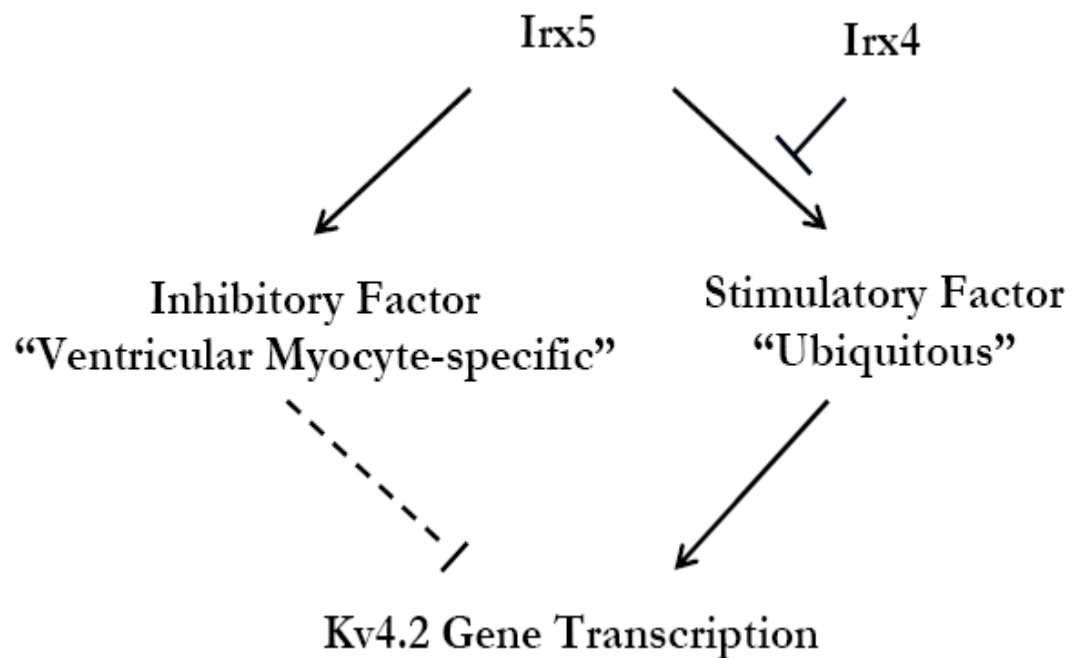 Irx5
Irx4
Inhibitory Factor
“Ventricular Myocyte-specific”
Stimulatory Factor
“Ubiquitous”
Kv4.2 Gene Transcription